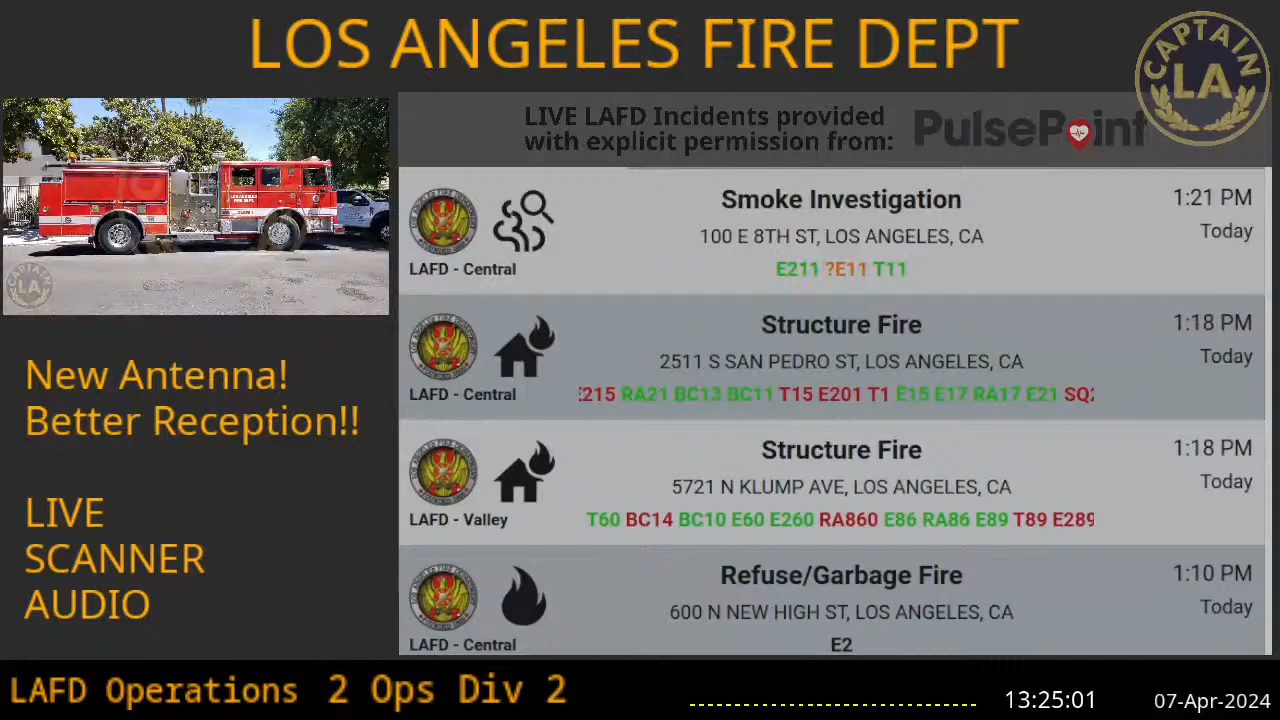 LOS ANGELES FIRE DEPT
CAPTAIN
LA
LIVE LAFD Incidents provided
with explicit permission from:
PulsePoint
Smoke Investigation
1:21 PM
100 E 8TH ST, LOS ANGELES, CA
Today
LAFD - Central
E211 ?E11 T11
Structure Fire
1:18 PM
2511 S SAN PEDRO ST, LOS ANGELES, CA
Today
LAFD - Central
E215 RA21 BC13 BC11 T15 E201 T1 E15 E17 RA17 E21
Structure Fire
1:18 PM
5721 N KLUMP AVE, LOS ANGELES, CA
Today
LAFD - Valley
T60 BC14 BC10 E60 E260 RA860 E86 RA86 E89 T89 E289
Refuse/Garbage Fire
1:10 PM
600 N NEW HIGH ST, LOS ANGELES, CA
Today
LAFD - Central
E2
CAPTAIN
LA
New Antenna!
Better Reception!!
LIVE
SCANNER
AUDIO
LAFD Operations 2 Ops Div 2
13:25:01
07-Apr-2024